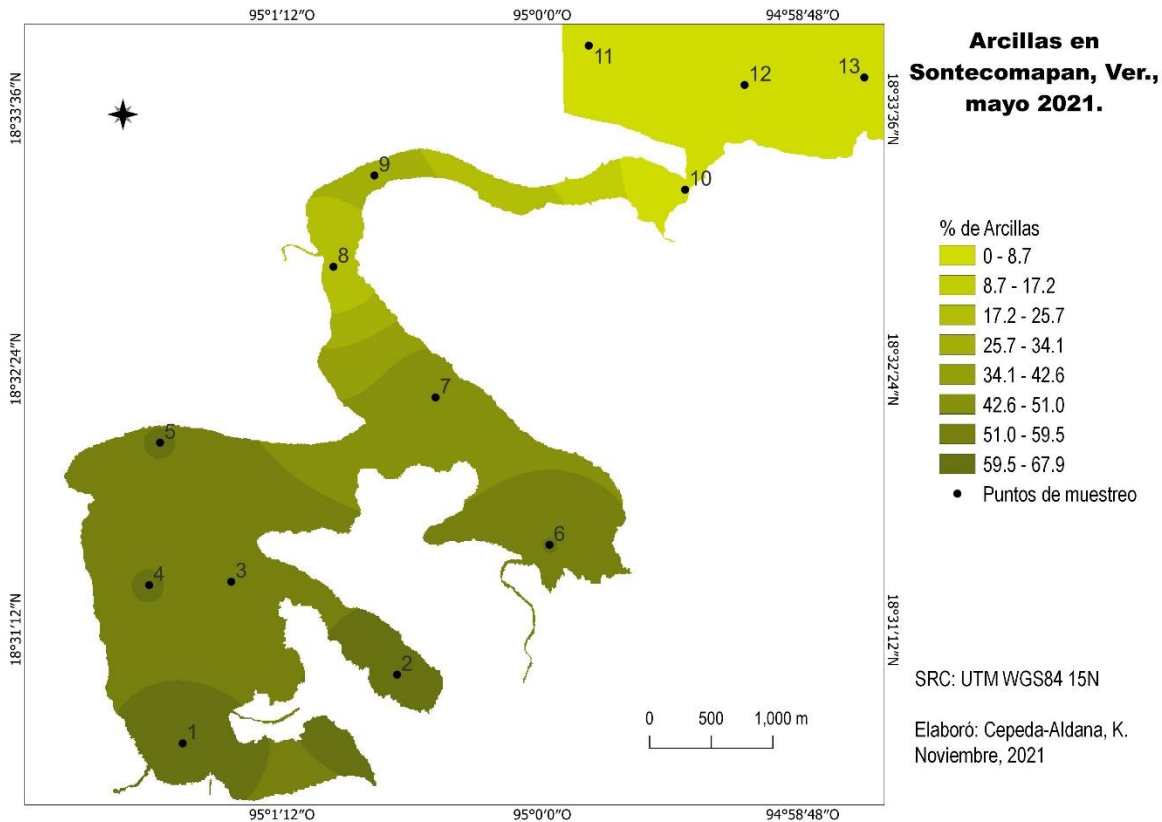 95°1'12"O
95°0'0"O
94°58'48"O
Arcillas en
Sontecomapan, Ver.,
mayo 2021.
18°33'36"N
18°33'36"N
11
12
13
9
10
8
% de Arcillas
0 - 8.7
8.7 - 17.2
17.2 - 25.7
25.7 - 34.1
34.1 - 42.6
42.6 - 51.0
51.0 - 59.5
59.5 - 67.9
Puntos de muestreo
18°32'24"N
18°32'24"N
7
5
6
4
3
18°31'12"N
18°31'12"N
2
1
0 500 1,000 m
SRC: UTM WGS84 15N
Elaboró: Cepeda-Aldana, K.
Noviembre, 2021
95°1'12"O
95°0'0"O
94°58'48"O